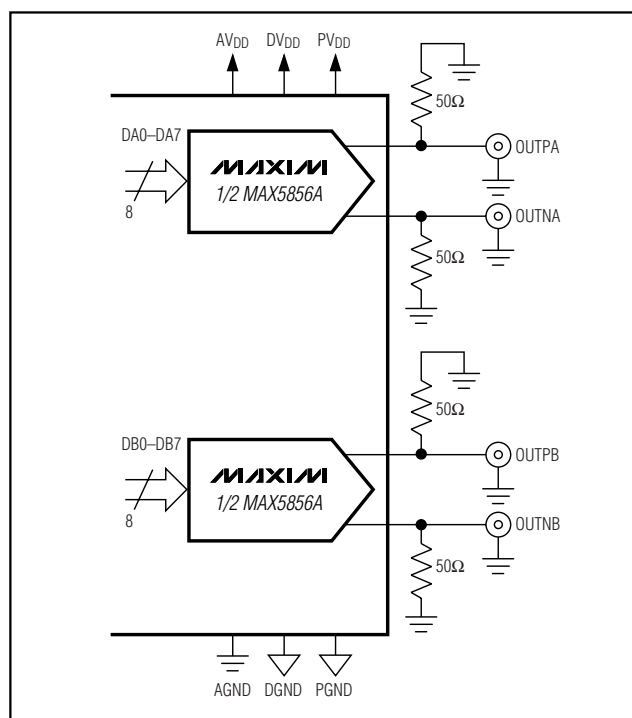 AVDD DVDD PVDD
50Ω
DA0–DA7
OUTPA
MAXIM
1/2 MAX5856A
8
OUTNA
50Ω
50Ω
DB0–DB7
OUTPB
MAXIM
1/2 MAX5856A
8
OUTNB
50Ω
AGND DGND PGND